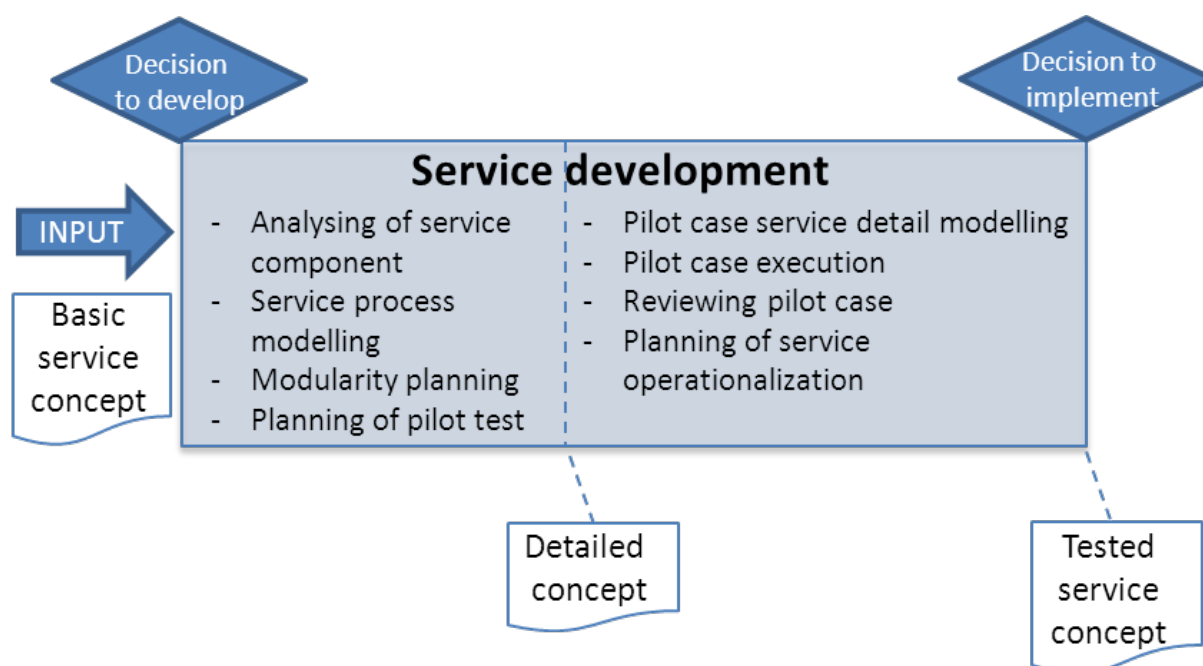 Decision
to develop
Decision to
implement
Service development
INPUT
Basic
service
concept
- Analysing of service
component
- Service process
modelling
- Modularity planning
- Planning of pilot test
- Pilot case service detail modelling
- Pilot case execution
- Reviewing pilot case
- Planning of service
operationalization
Detailed
concept
Tested
service
concept